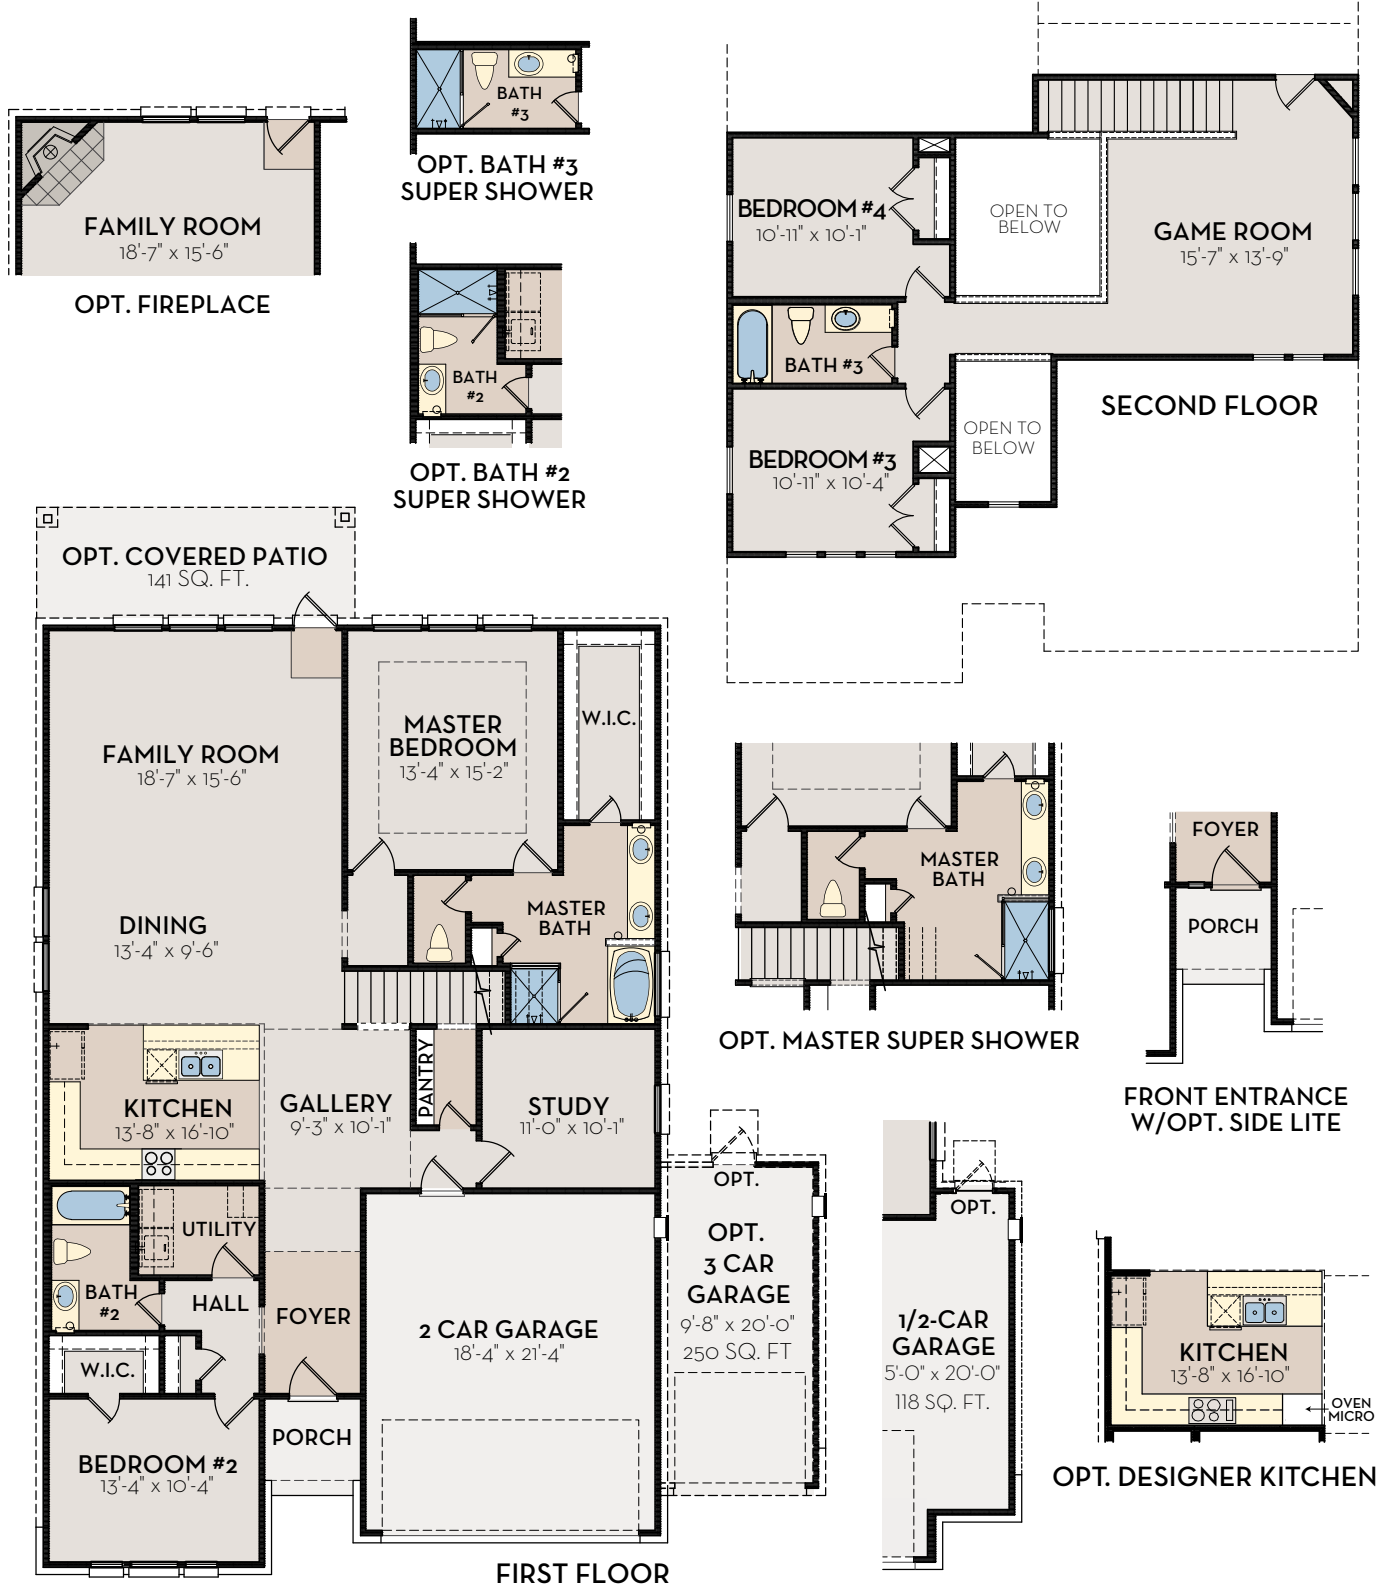 BATH
#3
OPT. BATH #3
SUPER SHOWER
FAMILY ROOM
18'-7" x 15'-6"
OPT. FIREPLACE
BATH
#2
OPT. BATH #2
SUPER SHOWER
BEDROOM #4
10'-11" x 10'-1"
OPEN TO
BELOW
GAME ROOM
15'-7" x 13'-9"
BATH #3
BEDROOM #3
10'-11" x 10'-4"
OPEN TO
BELOW
SECOND FLOOR
OPT. COVERED PATIO
141 SQ. FT.
FAMILY ROOM
18'-7" x 15'-6"
MASTER
BEDROOM
13'-4" x 15'-2"
W.I.C.
DINING
13'-4" x 9'-6"
MASTER
BATH
KITCHEN
13'-8" x 16'-10"
GALLERY
9'-3" x 10'-1"
PANTRY
STUDY
11'-0" x 10'-1"
UTILITY
BATH
#2
HALL
FOYER
W.I.C.
2 CAR GARAGE
18'-4" x 21'-4"
PORCH
BEDROOM #2
13'-4" x 10'-4"
FIRST FLOOR
OPT.
OPT.
3 CAR
GARAGE
9'-8" x 20'-0"
250 SQ. FT
MASTER
BATH
OPT. MASTER SUPER SHOWER
FOYER
PORCH
FRONT ENTRANCE
W/OPT. SIDE LITE
OPT.
1/2-CAR
GARAGE
5'-0" x 20'-0"
118 SQ. FT.
KITCHEN
13'-8" x 16'-10"
OVEN
MICRO
OPT. DESIGNER KITCHEN